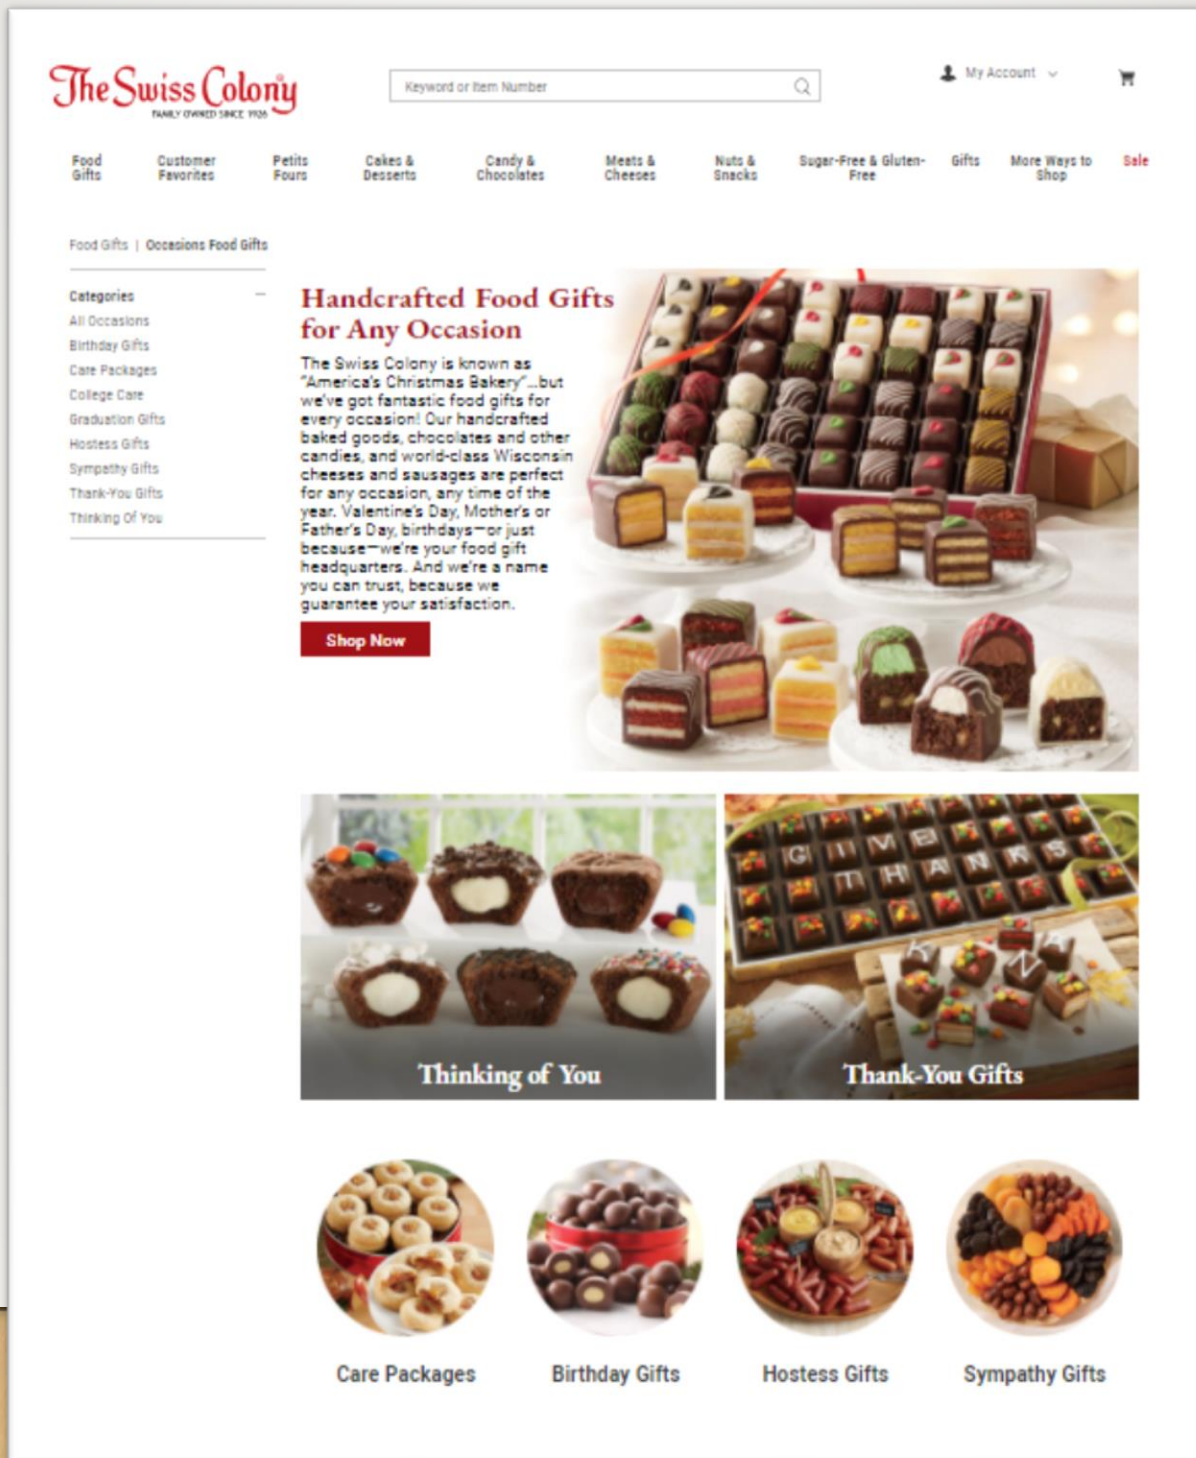 The Swiss Colony
FAMILY OWNED SINCE 1926
Keyword or Item Number
My Account
Food
Gifts
Customer
Favorites
Petits
Fours
Cakes &
Desserts
Candy &
Chocolates
Meats &
Cheeses
Nuts &
Snacks
Sugar-Free & Gluten-
Free
Gifts
More Ways to
Shop
Sale
Food Gifts | Occasions Food Gifts
Categories
All Occasions
Birthday Gifts
Care Packages
College Care
Graduation Gifts
Hostess Gifts
Sympathy Gifts
Thank-You Gifts
Thinking Of You
Handcrafted Food Gifts
for Any Occasion
The Swiss Colony is known as
"America's Christmas Bakery"...but
we've got fantastic food gifts for
every occasion! Our handcrafted
baked goods, chocolates and other
candies, and world-class Wisconsin
cheeses and sausages are perfect
for any occasion, any time of the
year. Valentine's Day, Mother's or
Father's Day, birthdays—or just
because—we're your food gift
headquarters. And we're a name
you can trust, because we
guarantee your satisfaction.
Shop Now
GIVE
THANKS
K N A
Thinking of You
Thank-You Gifts
Care Packages
Birthday Gifts
Hostess Gifts
Sympathy Gifts